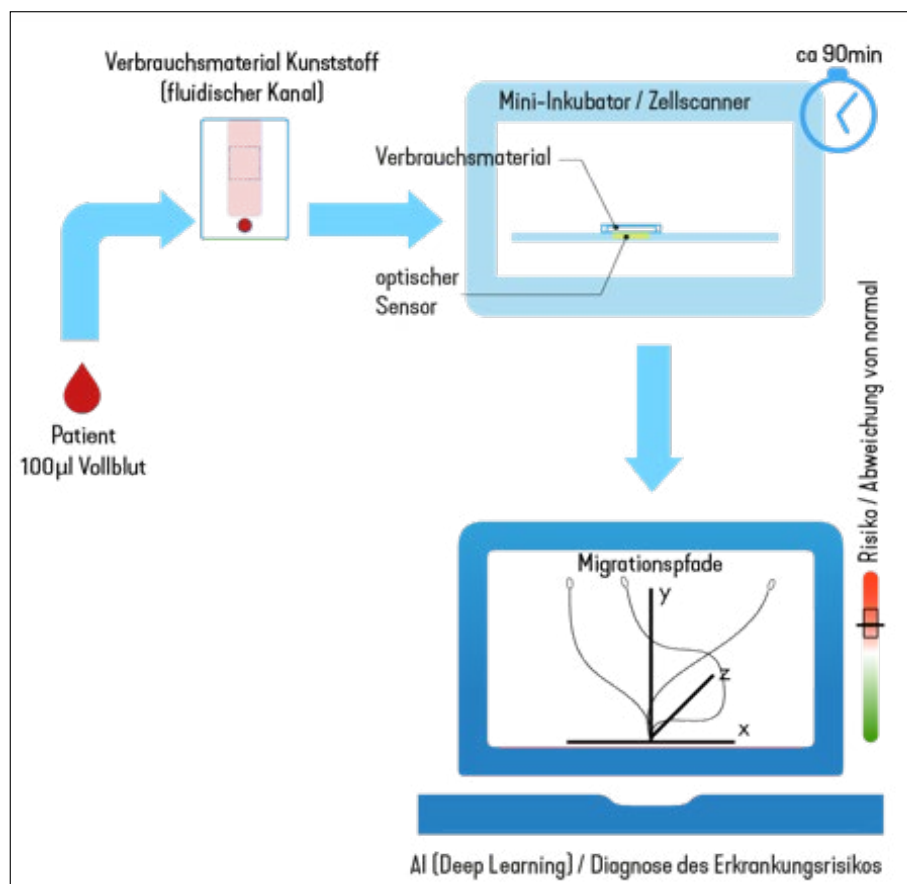 Verbrauchsmaterial Kunststoff
(fluidischer Kanal)
ca 90min
Mini-Inkubator / Zellscanner
Verbrauchsmaterial
optischer
Sensor
Patient
100µl Vollblut
Risiko / Abweichung von normal
Migrationspfade
y
z
x
AI (Deep Learning) / Diagnose des Erkrankungsrisikos